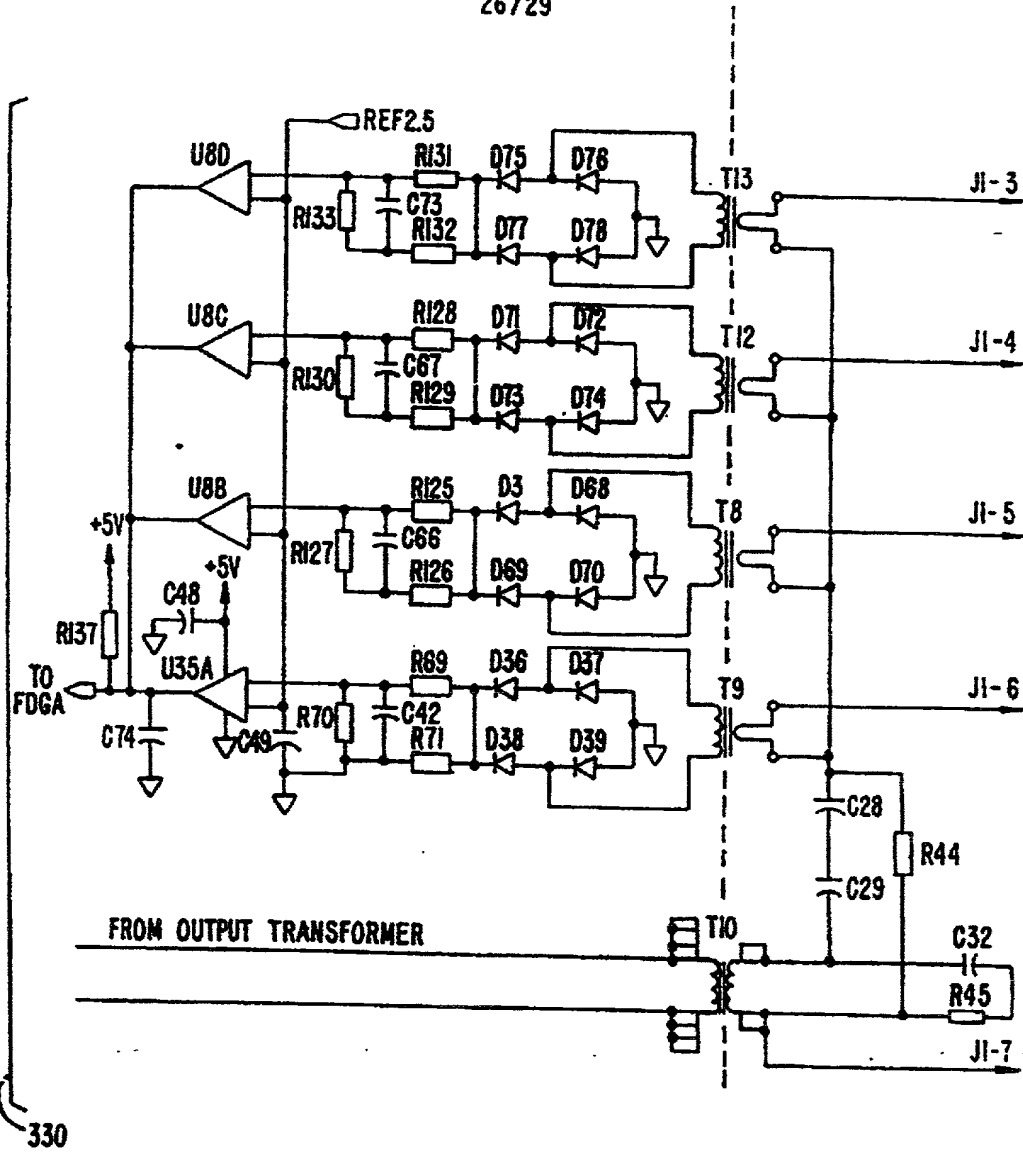 26/29
REF2.5
U8D
R131
D75
D76
T13
J1-3
R133
C73
R132
D77
D78
U8C
R128
D71
D72
T12
J1-4
R130
C67
R129
D73
D74
U8B
R125
D3
D68
T8
J1-5
+5V
R127
C66
R126
D69
D70
+5V
C48
R137
U35A
R69
D36
D37
T9
J1-6
TO
FDGA
C74
C49
R70
C42
R71
D38
D39
C28
R44
C29
FROM OUTPUT TRANSFORMER
T10
C32
R45
J1-7
330